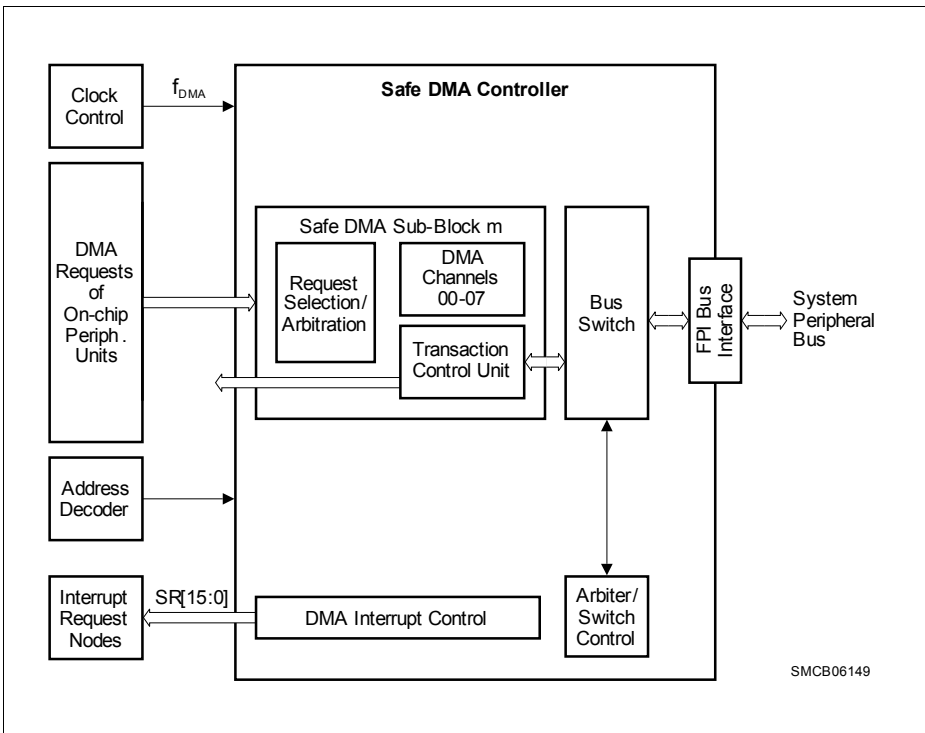 Safe DMA Controller
Clock
Control
fDMA
DMA
Requests
of
On-chip
Periph .
Units
Safe DMA Sub-Block m
Request
Selection/
Arbitration
DMA
Channels
00-07
Transaction
Control Unit
Bus
Switch
FPI Bus
Interface
System
Peripheral
Bus
Address
Decoder
Interrupt
Request
Nodes
SR[15:0]
DMA Interrupt Control
Arbiter/
Switch
Control
SMCB06149